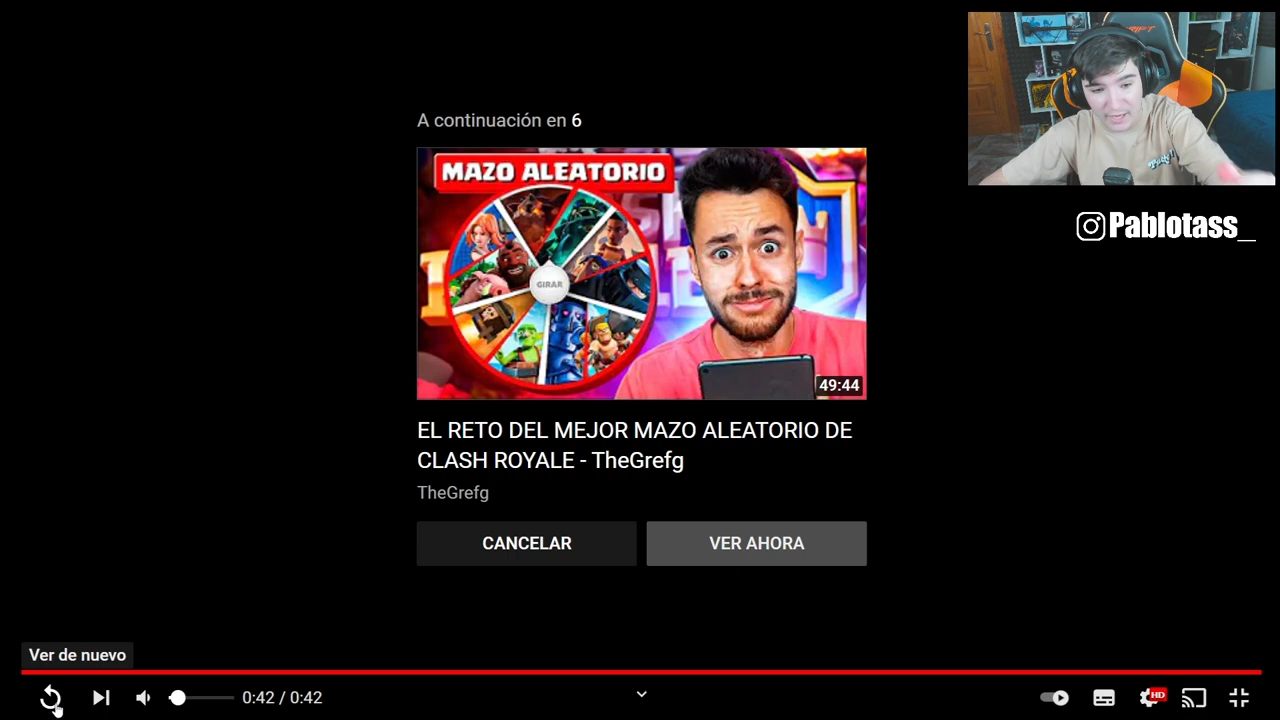 A continuación en 6
MAZO ALEATORIO
GIRAR
49:44
EL RETO DEL MEJOR MAZO ALEATORIO DE
CLASH ROYALE - TheGrefg
TheGrefg
CANCELAR
VER AHORA
Pablotass_
Ver de nuevo
0:42 / 0:42
HD